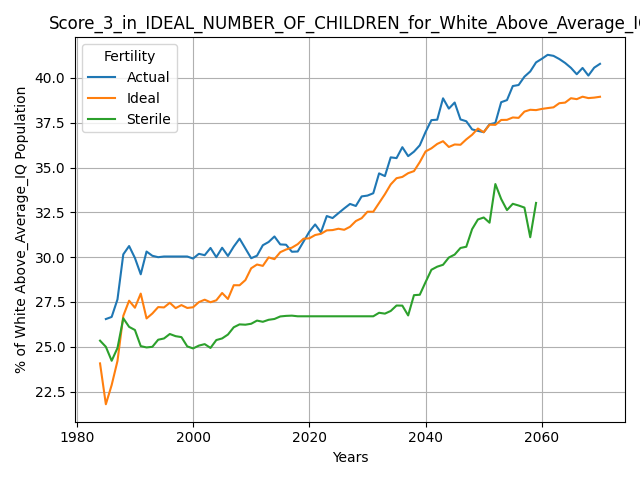 Score_3_in_IDEAL_NUMBER_OF_CHILDREN_for_White_Above_Average_IQ
Fertility
Actual
Ideal
Sterile
% of White Above_Average_IQ Population
40.0
37.5
35.0
32.5
30.0
27.5
25.0
22.5
1980 2000 2020 2040 2060
Years